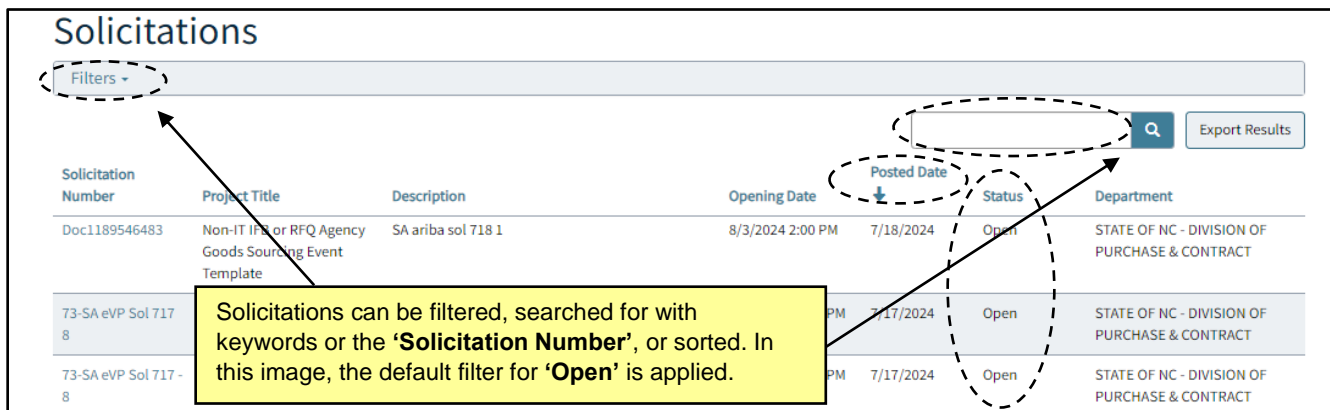 Solicitations
Filters
Export Results
Solicitation Number Project Title Description Opening Date Posted Date Status Department
Doc1189546483 Non-IT IFB or RFQ Agency Goods Sourcing Event Template SA ariba sol 718 1 8/3/2024 2:00 PM 7/18/2024 Open STATE OF NC - DIVISION OF PURCHASE & CONTRACT
73-SA eVP Sol 717 8 PM 7/17/2024 Open STATE OF NC - DIVISION OF PURCHASE & CONTRACT
73-SA eVP Sol 717 - 8 PM 7/17/2024 Open STATE OF NC - DIVISION OF PURCHASE & CONTRACT
Solicitations can be filtered, searched for with
keywords or the ‘Solicitation Number’, or sorted. In
this image, the default filter for ‘Open’ is applied.